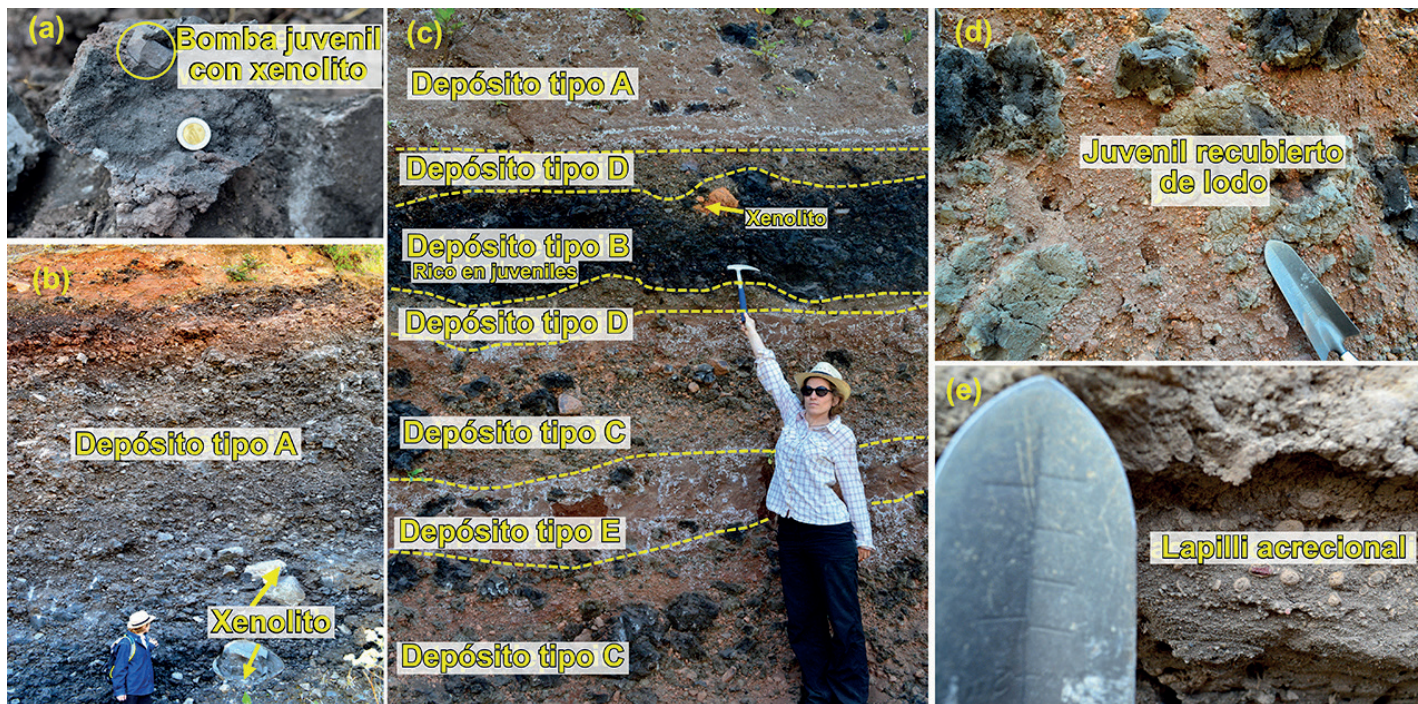 (a)
Bomba juvenil
con xenolito
(b)
Depósito tipo A
Xenolito
(c)
Depósito tipo A
Depósito tipo D
Xenolito
Depósito tipo B
Rico en juveniles
Depósito tipo D
Depósito tipo C
Depósito tipo E
Depósito tipo C
(d)
Juvenil recubierto
de lodo
(e)
Lapilli acrecional